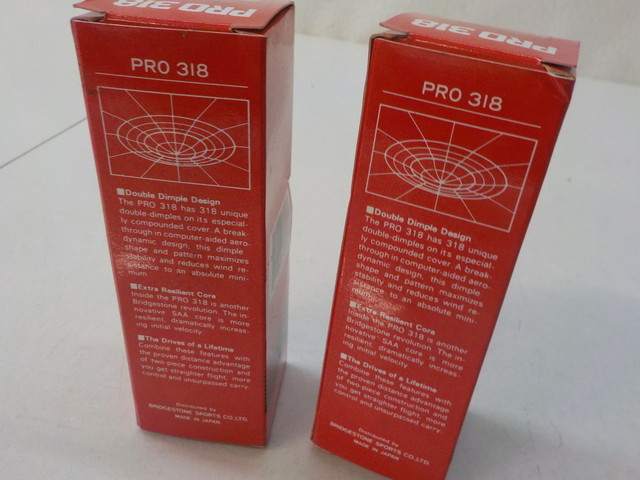 PRO 318
PRO 318
■Double Dimple Design
The PRO 318 has 318 unique
double-dimples on its especial-
ly compounded cover. A break-
through in computer-aided aero-
dynamic design, this dimple
shape and pattern maximizes
stability and reduces wind re-
sistance to an absolute mini-
mum.
■Extra Resilient Core
Inside the PRO 318 is another
Bridgestone revolution. The in-
novative SAA core is more
resilient, dramatically increas-
ing initial velocity.
■The Drives of a Lifetime
Combine these features with
the proven distance advantage
of two-piece construction and
you get straighter flight, more
control and unsurpassed carry.
Distributed by
BRIDGESTONE SPORTS CO.,LTD.
MADE IN JAPAN
PRO 318
PRO 318
■Double Dimple Design
The PRO 318 has 318 unique
double-dimples on its especial-
ly compounded cover. A break-
through in computer-aided aero-
dynamic design, this dimple
shape and pattern maximizes
stability and reduces wind re-
sistance to an absolute mini-
mum.
■Extra Resilient Core
Inside the PRO 318 is another
Bridgestone revolution. The in-
novative SAA core is more
resilient, dramatically increas-
ing initial velocity.
■The Drives of a Lifetime
Combine these features with
the proven distance advantage
of two-piece construction and
you get straighter flight, more
control and unsurpassed carry.
Distributed by
BRIDGESTONE SPORTS CO.,LTD.
MADE IN JAPAN